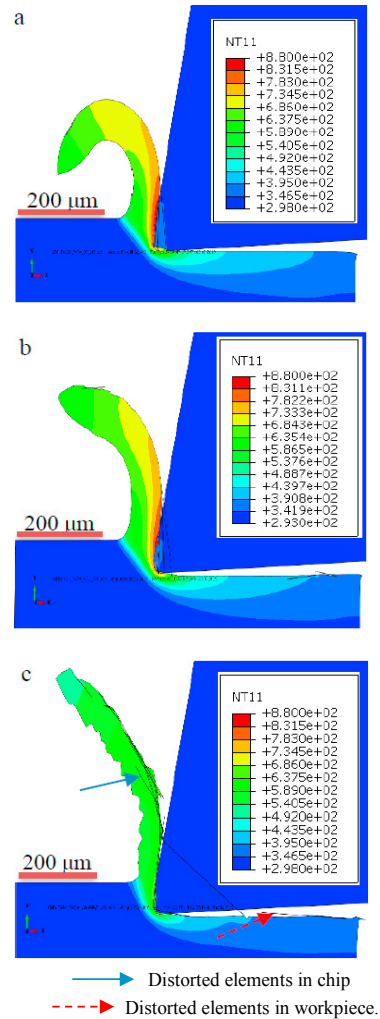 a
NT11
+8.800e+02
+8.315e+02
+7.830e+02
+7.345e+02
+6.860e+02
+6.375e+02
+5.890e+02
+5.405e+02
+4.920e+02
+4.435e+02
+3.950e+02
+3.465e+02
+2.980e+02
200 µm
b
NT11
+8.800e+02
+8.311e+02
+7.822e+02
+7.333e+02
+6.843e+02
+6.354e+02
+5.865e+02
+5.376e+02
+4.887e+02
+4.397e+02
+3.908e+02
+3.419e+02
+2.930e+02
200 µm
c
NT11
+8.800e+02
+8.315e+02
+7.830e+02
+7.345e+02
+6.860e+02
+6.375e+02
+5.890e+02
+5.405e+02
+4.920e+02
+4.435e+02
+3.950e+02
+3.465e+02
+2.980e+02
200 µm
Distorted elements in chip
Distorted elements in workpiece.